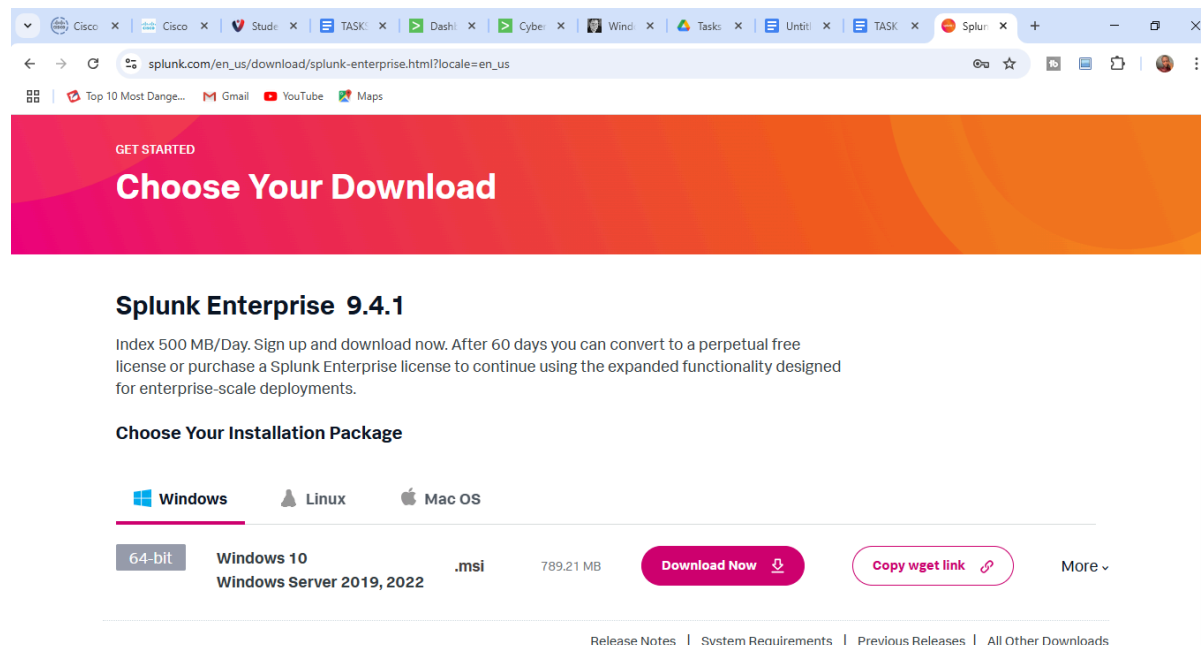 Cisco
Cisco
Stude
TASK:
Dashb
Cyber
Wind
Tasks
Untitl
TASK
Splun
splunk.com/en_us/download/splunk-enterprise.html?locale=en_us
Top 10 Most Dange...
Gmail
YouTube
Maps
GET STARTED
Choose Your Download
Splunk Enterprise 9.4.1
Index 500 MB/Day. Sign up and download now. After 60 days you can convert to a perpetual free
license or purchase a Splunk Enterprise license to continue using the expanded functionality designed
for enterprise-scale deployments.
Choose Your Installation Package
Windows
Linux
Mac OS
64-bit
Windows 10
Windows Server 2019, 2022
.msi
789.21 MB
Download Now
Copy wget link
More
Release Notes | System Requirements | Previous Releases | All Other Downloads